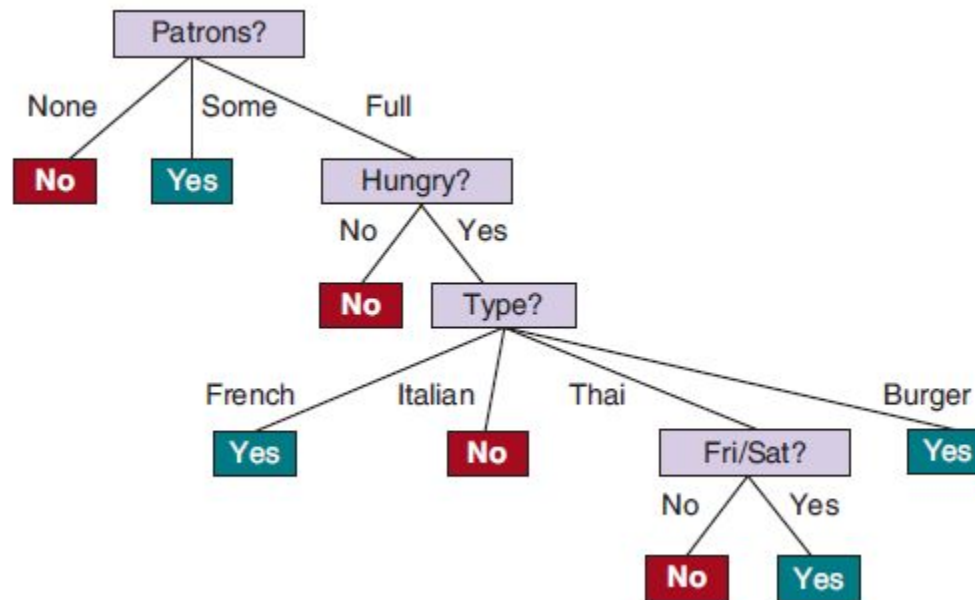 Patrons?
None Some Full
No Yes Hungry?
No Yes
No Type?
French Italian Thai Burger
Yes No Fri/Sat? Yes
No Yes
No Yes